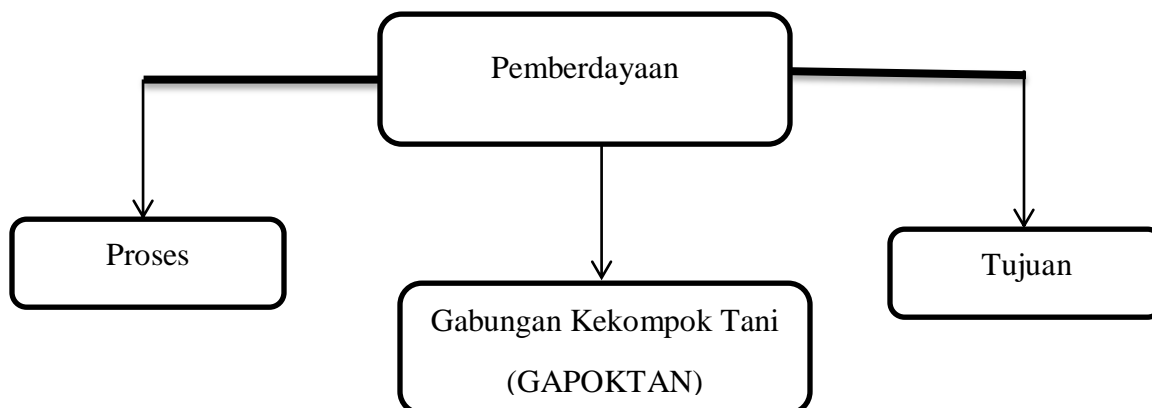 Pemberdayaan
Proses
Tujuan
Gabungan Kekompok Tani
(GAPOKTAN)